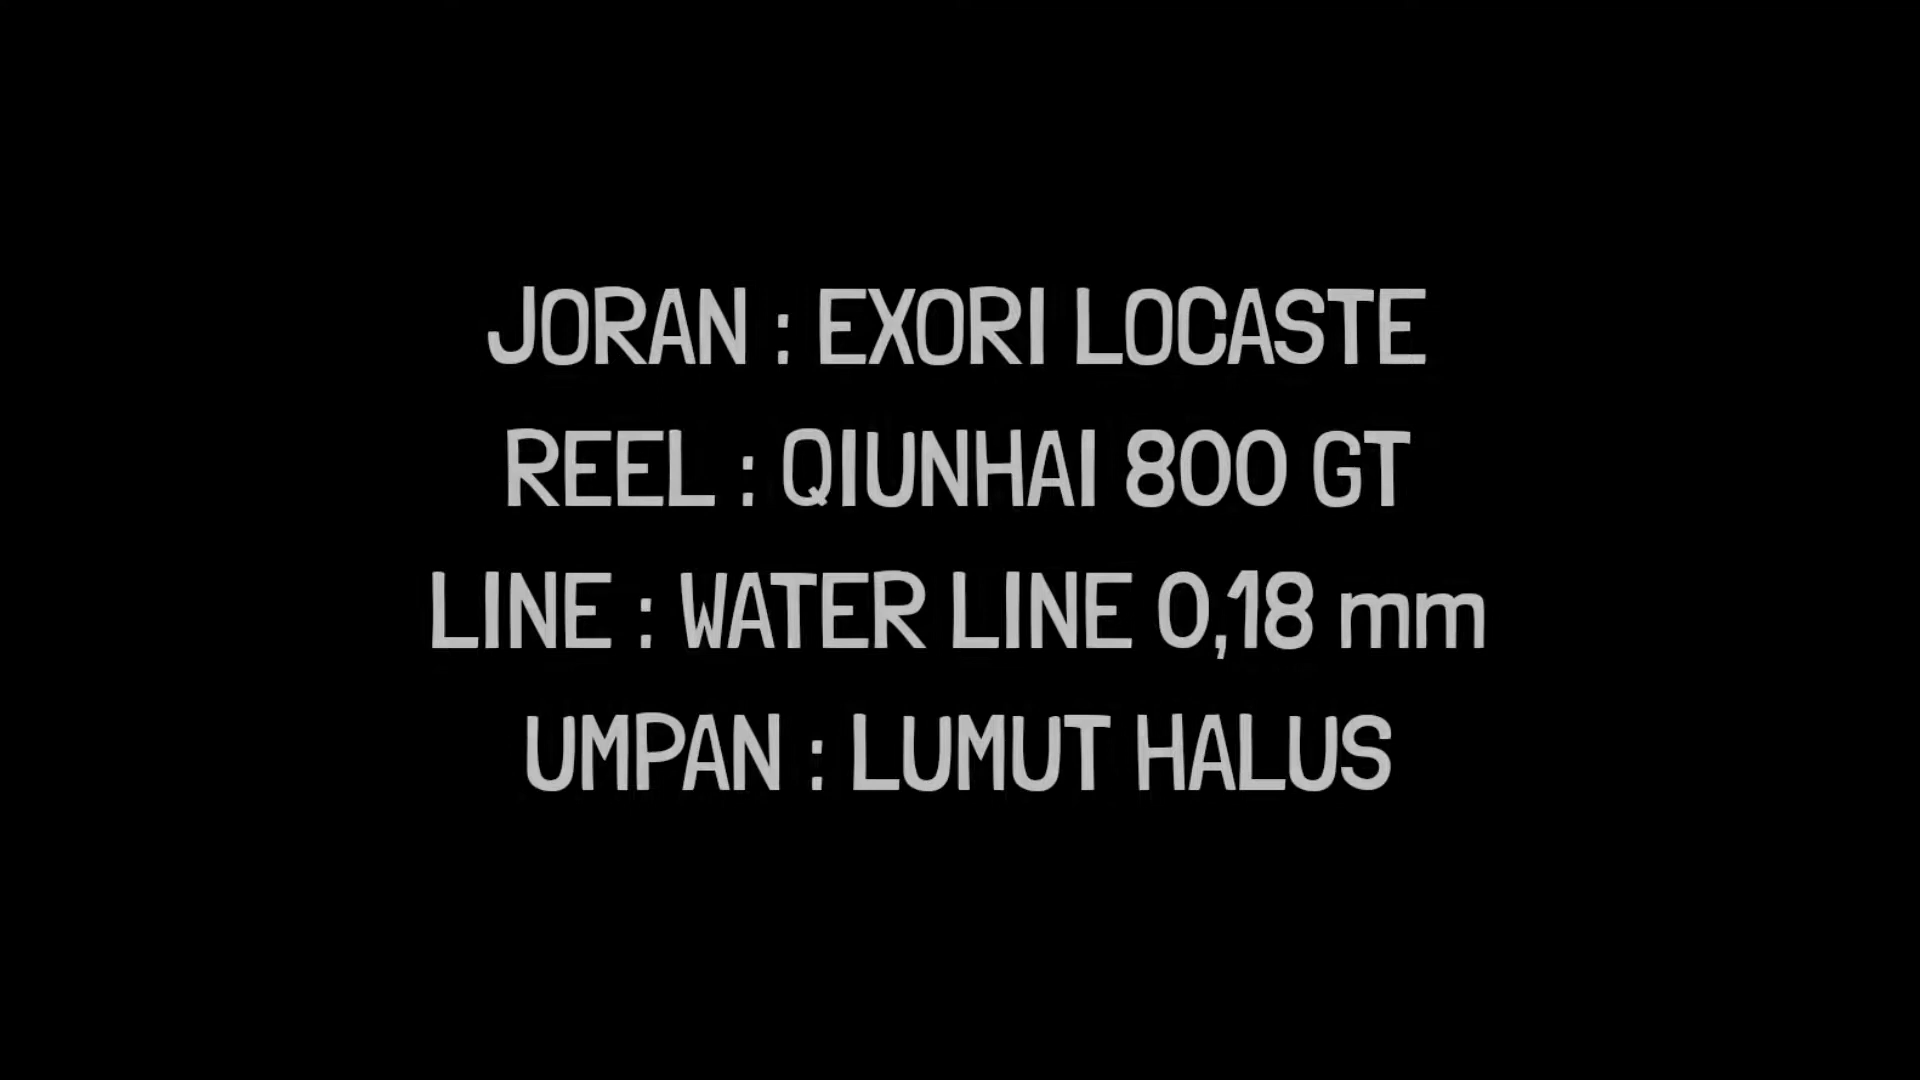 JORAN : EXORI LOCASTE
REEL : QIUNHAI 800 GT
LINE : WATER LINE 0,18 mm
UMPAN : LUMUT HALUS